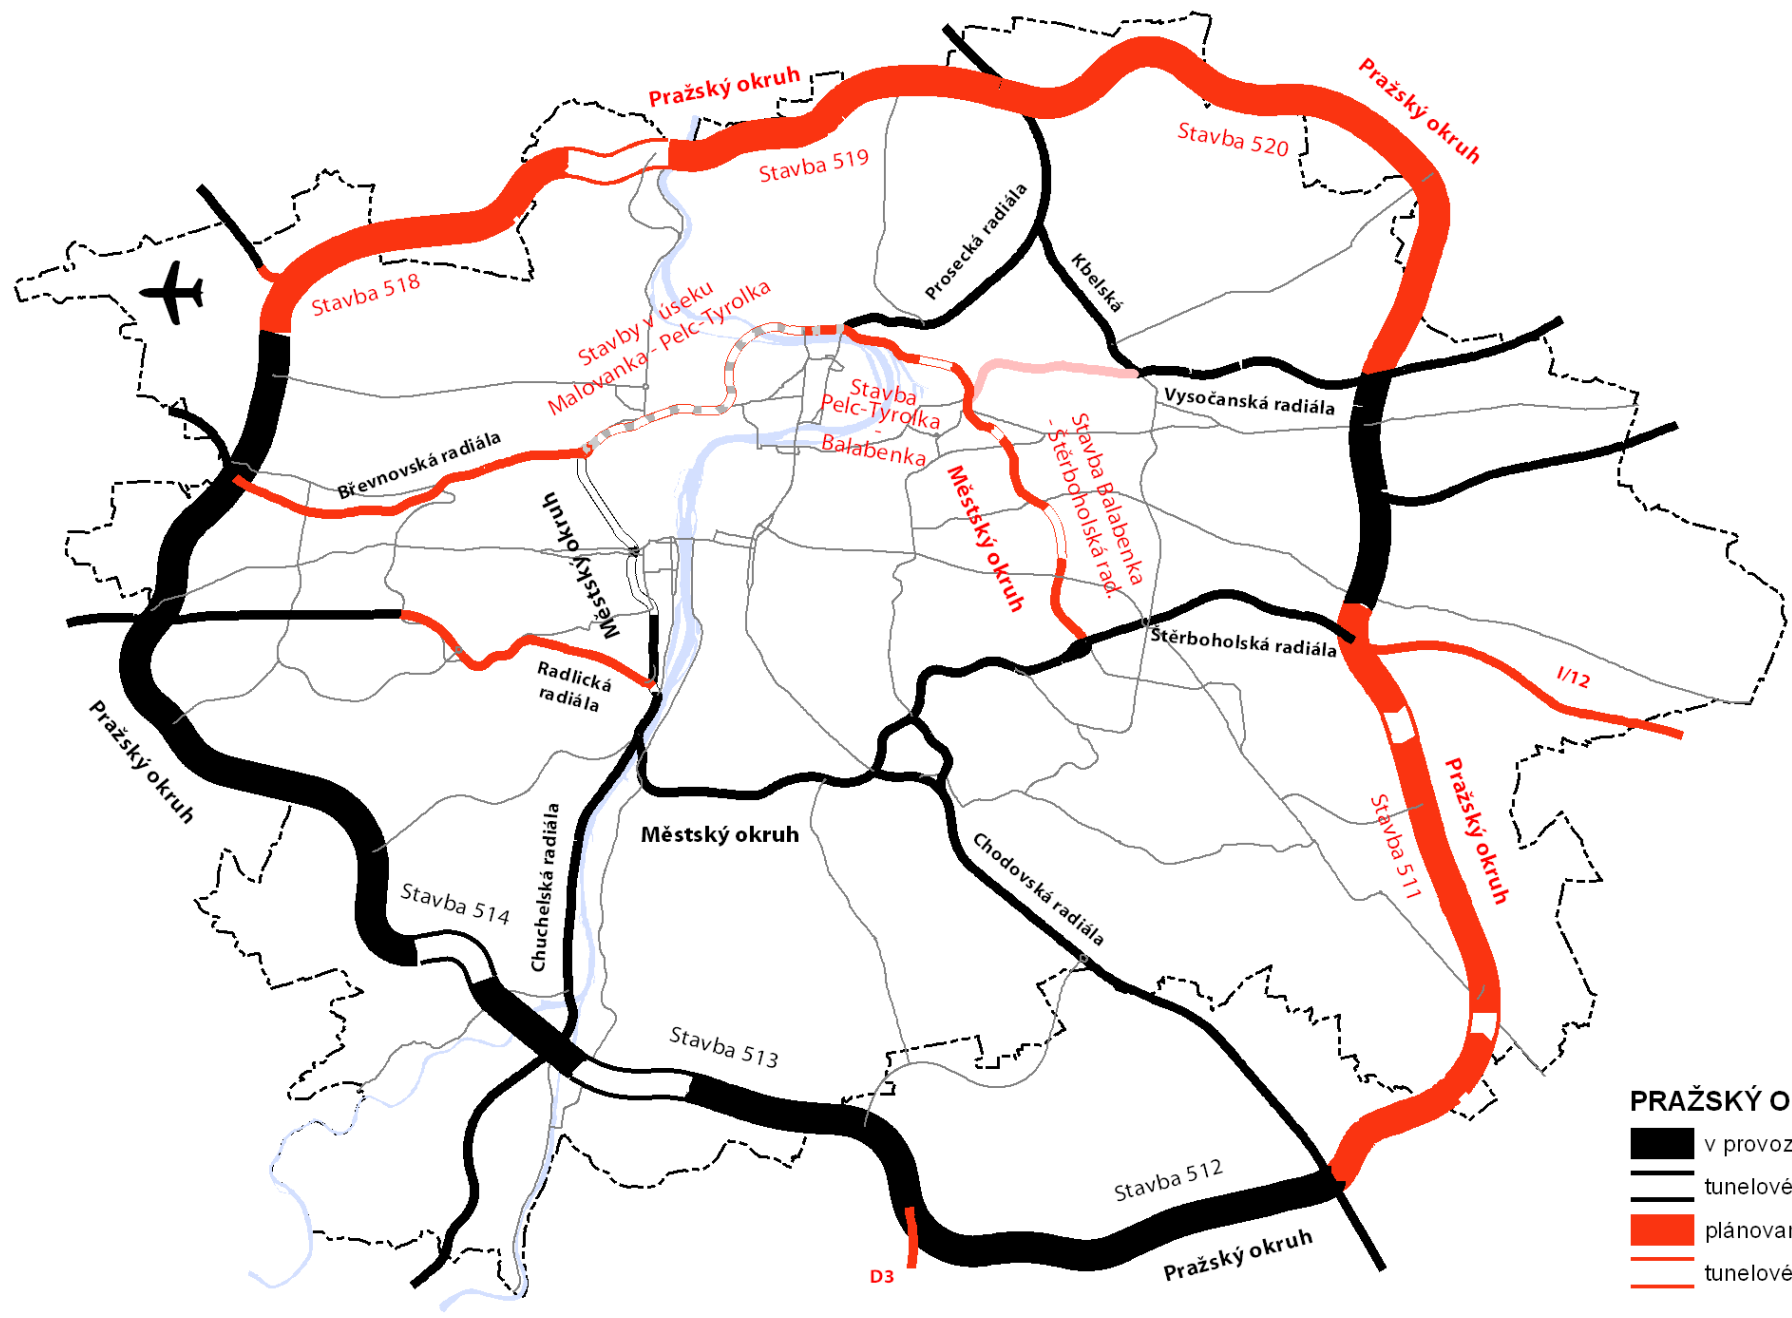 Pražský okruh
Pražský okruh
Stavba 520
Stavba 519
Stavba 518
Prosecká radiála
Kbelská
Stavby v úseku
Malovanka - Pelc-Tyrolka
Stavba
Pelc-Tyrolka
-
Balabenka
Vysočanská radiála
Stavba Balabenka
- Štěrboholská rad.
Břevnovská radiála
Městský okruh
Městský okruh
Štěrboholská radiála
I/12
Radlická
radiála
Pražský okruh
Pražský okruh
Stavba 511
Městský okruh
Chuchelská radiála
Chodovská radiála
Stavba 514
Stavba 513
Stavba 512
Pražský okruh
D3
PRAŽSKÝ O
v provoz
tunelové
plánovan
tunelové